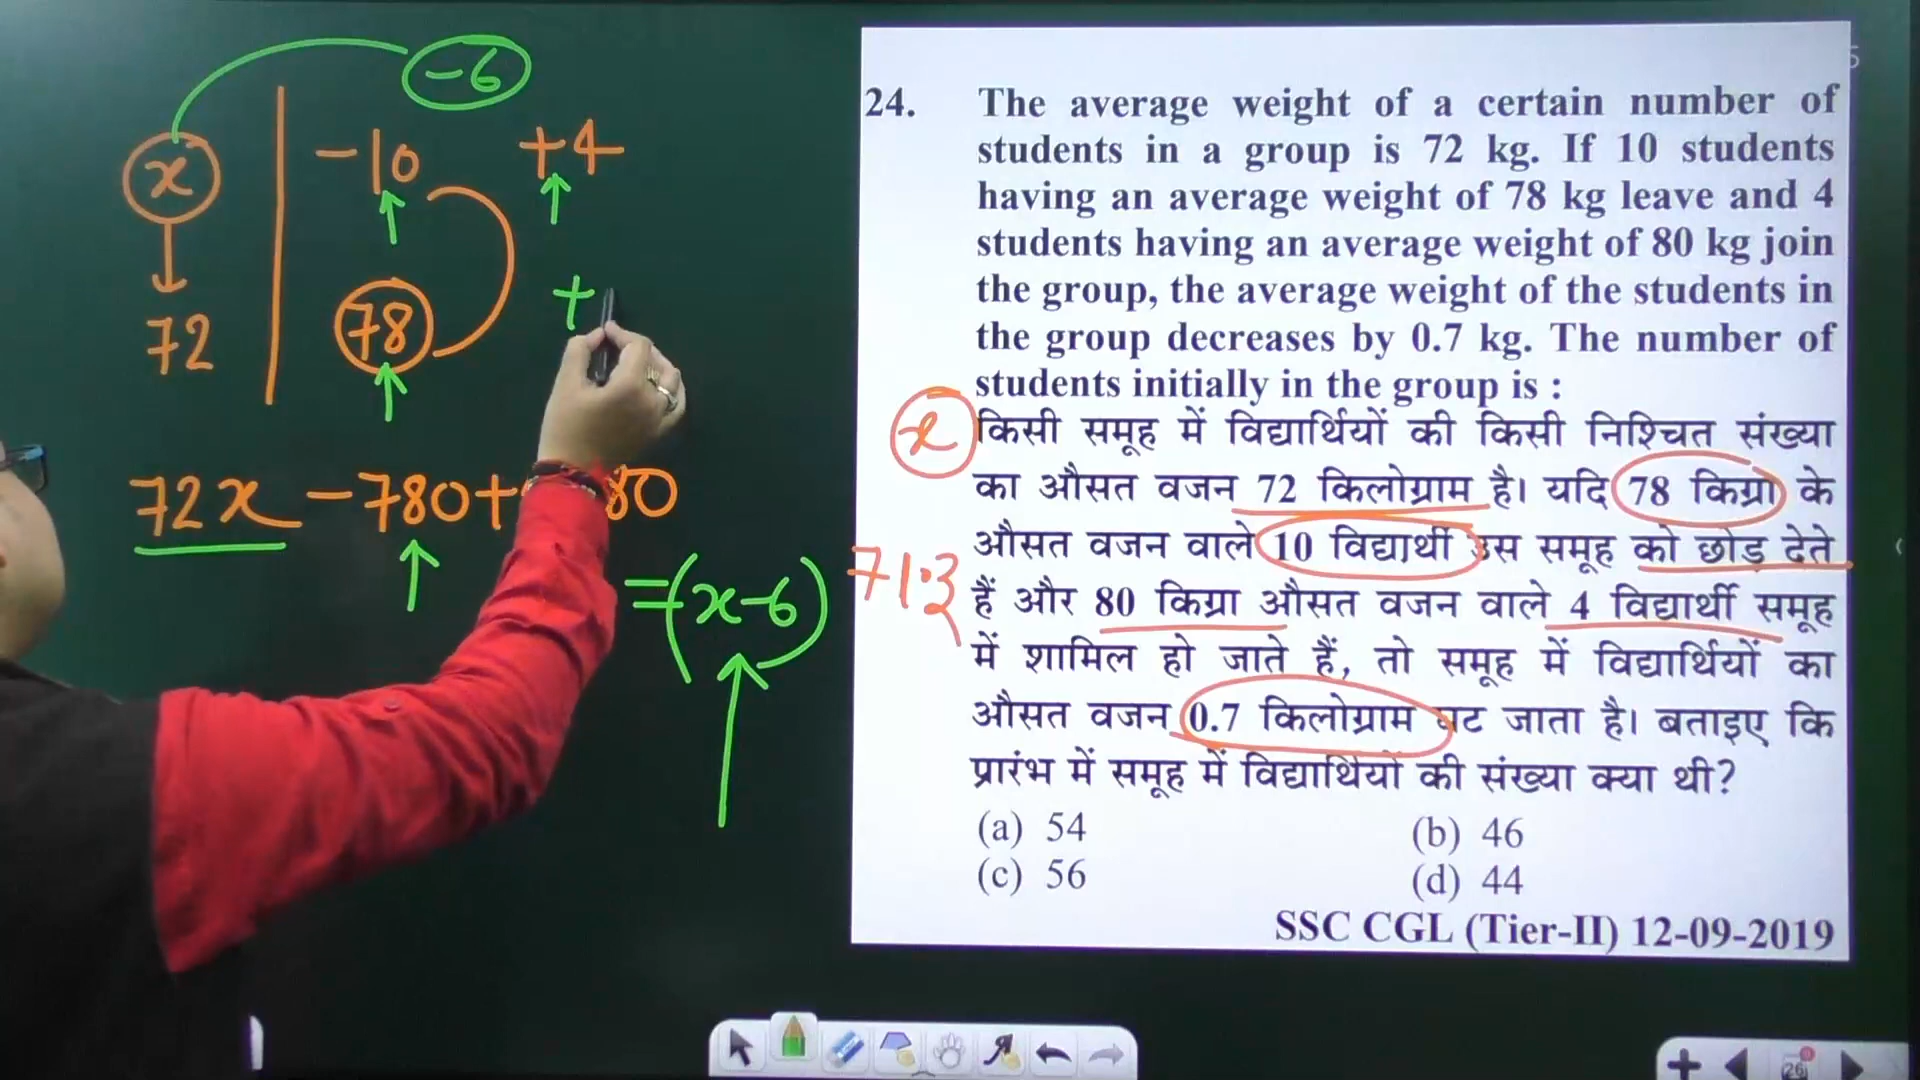 -6
x
-10
+4
72
78
+
72x -780+ 80
=(x-6) 71.3
24. The average weight of a certain number of
students in a group is 72 kg. If 10 students
having an average weight of 78 kg leave and 4
students having an average weight of 80 kg join
the group, the average weight of the students in
the group decreases by 0.7 kg. The number of
students initially in the group is :
x
किसी समूह में विद्यार्थियों की किसी निश्चित संख्या
का औसत वजन 72 किलोग्राम है। यदि 78 किग्रा के
औसत वजन वाले 10 विद्यार्थी उस समूह को छोड़ देते
हैं और 80 किग्रा औसत वजन वाले 4 विद्यार्थी समूह
में शामिल हो जाते हैं, तो समूह में विद्यार्थियों का
औसत वजन 0.7 किलोग्राम घट जाता है। बताइए कि
प्रारंभ में समूह में विद्यार्थियों की संख्या क्या थी?
(a) 54 (b) 46
(c) 56 (d) 44
SSC CGL (Tier-II) 12-09-2019
26